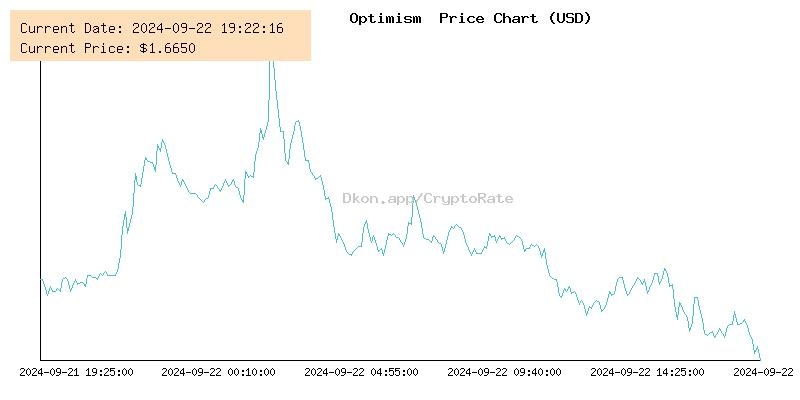 Optimism  Price Chart (USD)
Current Date: 2024-09-22 19:22:16
Current Price: $1.6650
Dkon.app/CryptoRate
2024-09-21 19:25:00 2024-09-22 00:10:00 2024-09-22 04:55:00 2024-09-22 09:40:00 2024-09-22 14:25:00 2024-09-22